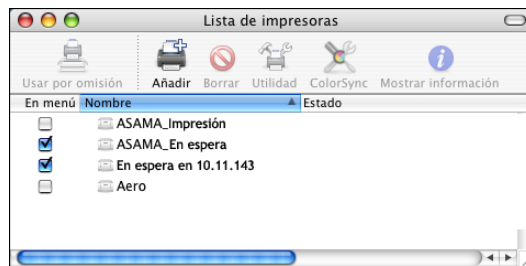 Lista de impresoras
Usar por omisión Añadir Borrar Utilidad ColorSync Mostrar información
En menú Nombre Estado
ASAMA_Impresión
ASAMA_En espera
En espera en 10.11.143
Aero